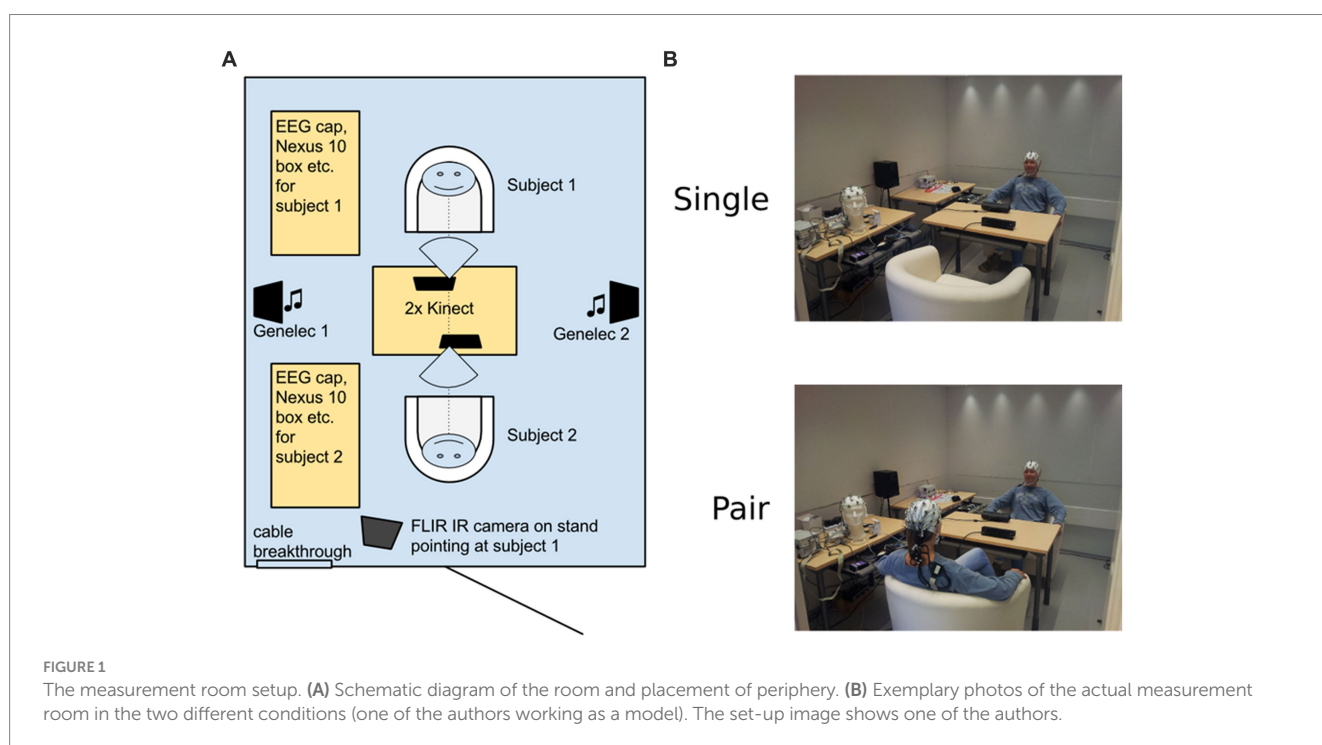 A
EEG cap,
Nexus 10
box etc.
for
subject 1
Subject 1
2x Kinect
Genelec 1
Genelec 2
EEG cap,
Nexus 10
box etc.
for
subject 2
Subject 2
cable
breakthrough
FLIR IR camera on stand
pointing at subject 1
B
Single
Pair
FIGURE 1
The measurement room setup. (A) Schematic diagram of the room and placement of periphery. (B) Exemplary photos of the actual measurement
room in the two different conditions (one of the authors working as a model). The set-up image shows one of the authors.